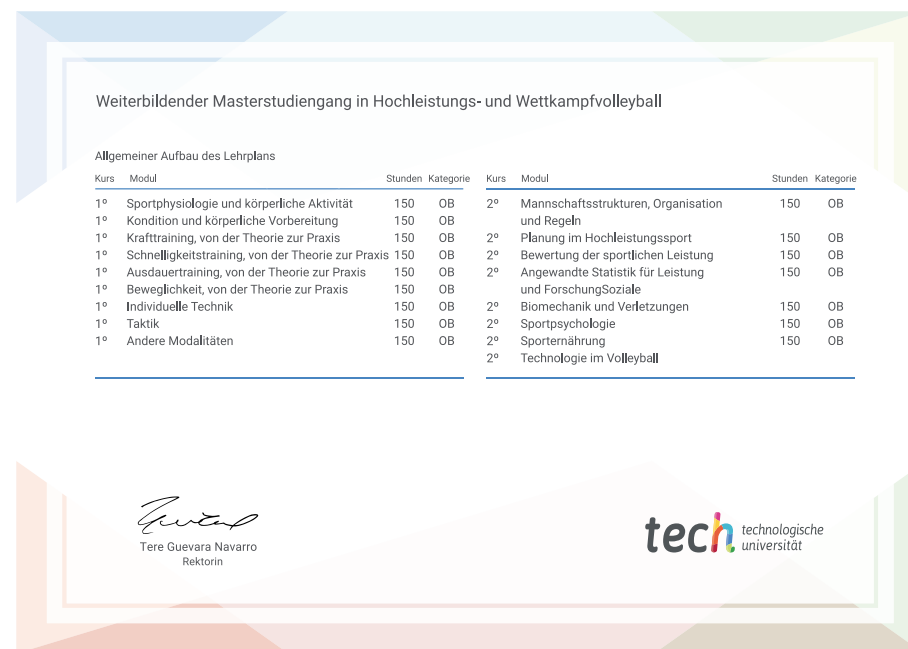 Weiterbildender Masterstudiengang in Hochleistungs- und Wettkampfvolleyball
Allgemeiner Aufbau des Lehrplans
Kurs Modul Stunden Kategorie
1º Sportphysiologie und körperliche Aktivität 150 OB
1º Kondition und körperliche Vorbereitung 150 OB
1º Krafttraining, von der Theorie zur Praxis 150 OB
1º Schnelligkeitstraining, von der Theorie zur Praxis 150 OB
1º Ausdauertraining, von der Theorie zur Praxis 150 OB
1º Beweglichkeit, von der Theorie zur Praxis 150 OB
1º Individuelle Technik 150 OB
1º Taktik 150 OB
1º Andere Modalitäten 150 OB
Kurs Modul Stunden Kategorie
2º Mannschaftsstrukturen, Organisation 150 OB
und Regeln
2º Planung im Hochleistungssport 150 OB
2º Bewertung der sportlichen Leistung 150 OB
2º Angewandte Statistik für Leistung 150 OB
und ForschungSoziale
2º Biomechanik und Verletzungen 150 OB
2º Sportpsychologie 150 OB
2º Sporternährung 150 OB
2º Technologie im Volleyball
Tere Guevara Navarro
Rektorin
tech technologische
universität